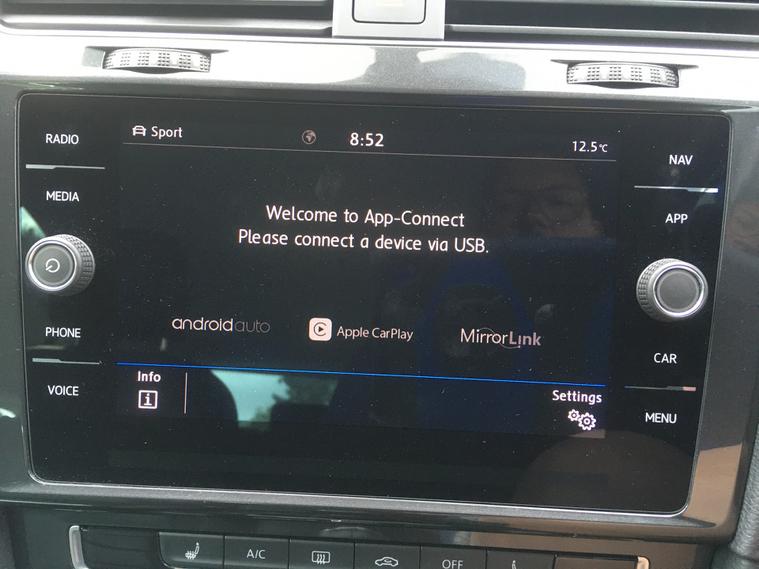 RADIO
MEDIA
PHONE
VOICE
Sport
8:52
12.5°C
Welcome to App-Connect
Please connect a device via USB.
androidauto
Apple CarPlay
MirrorLink
Info
Settings
NAV
APP
CAR
MENU
A/C
OFF